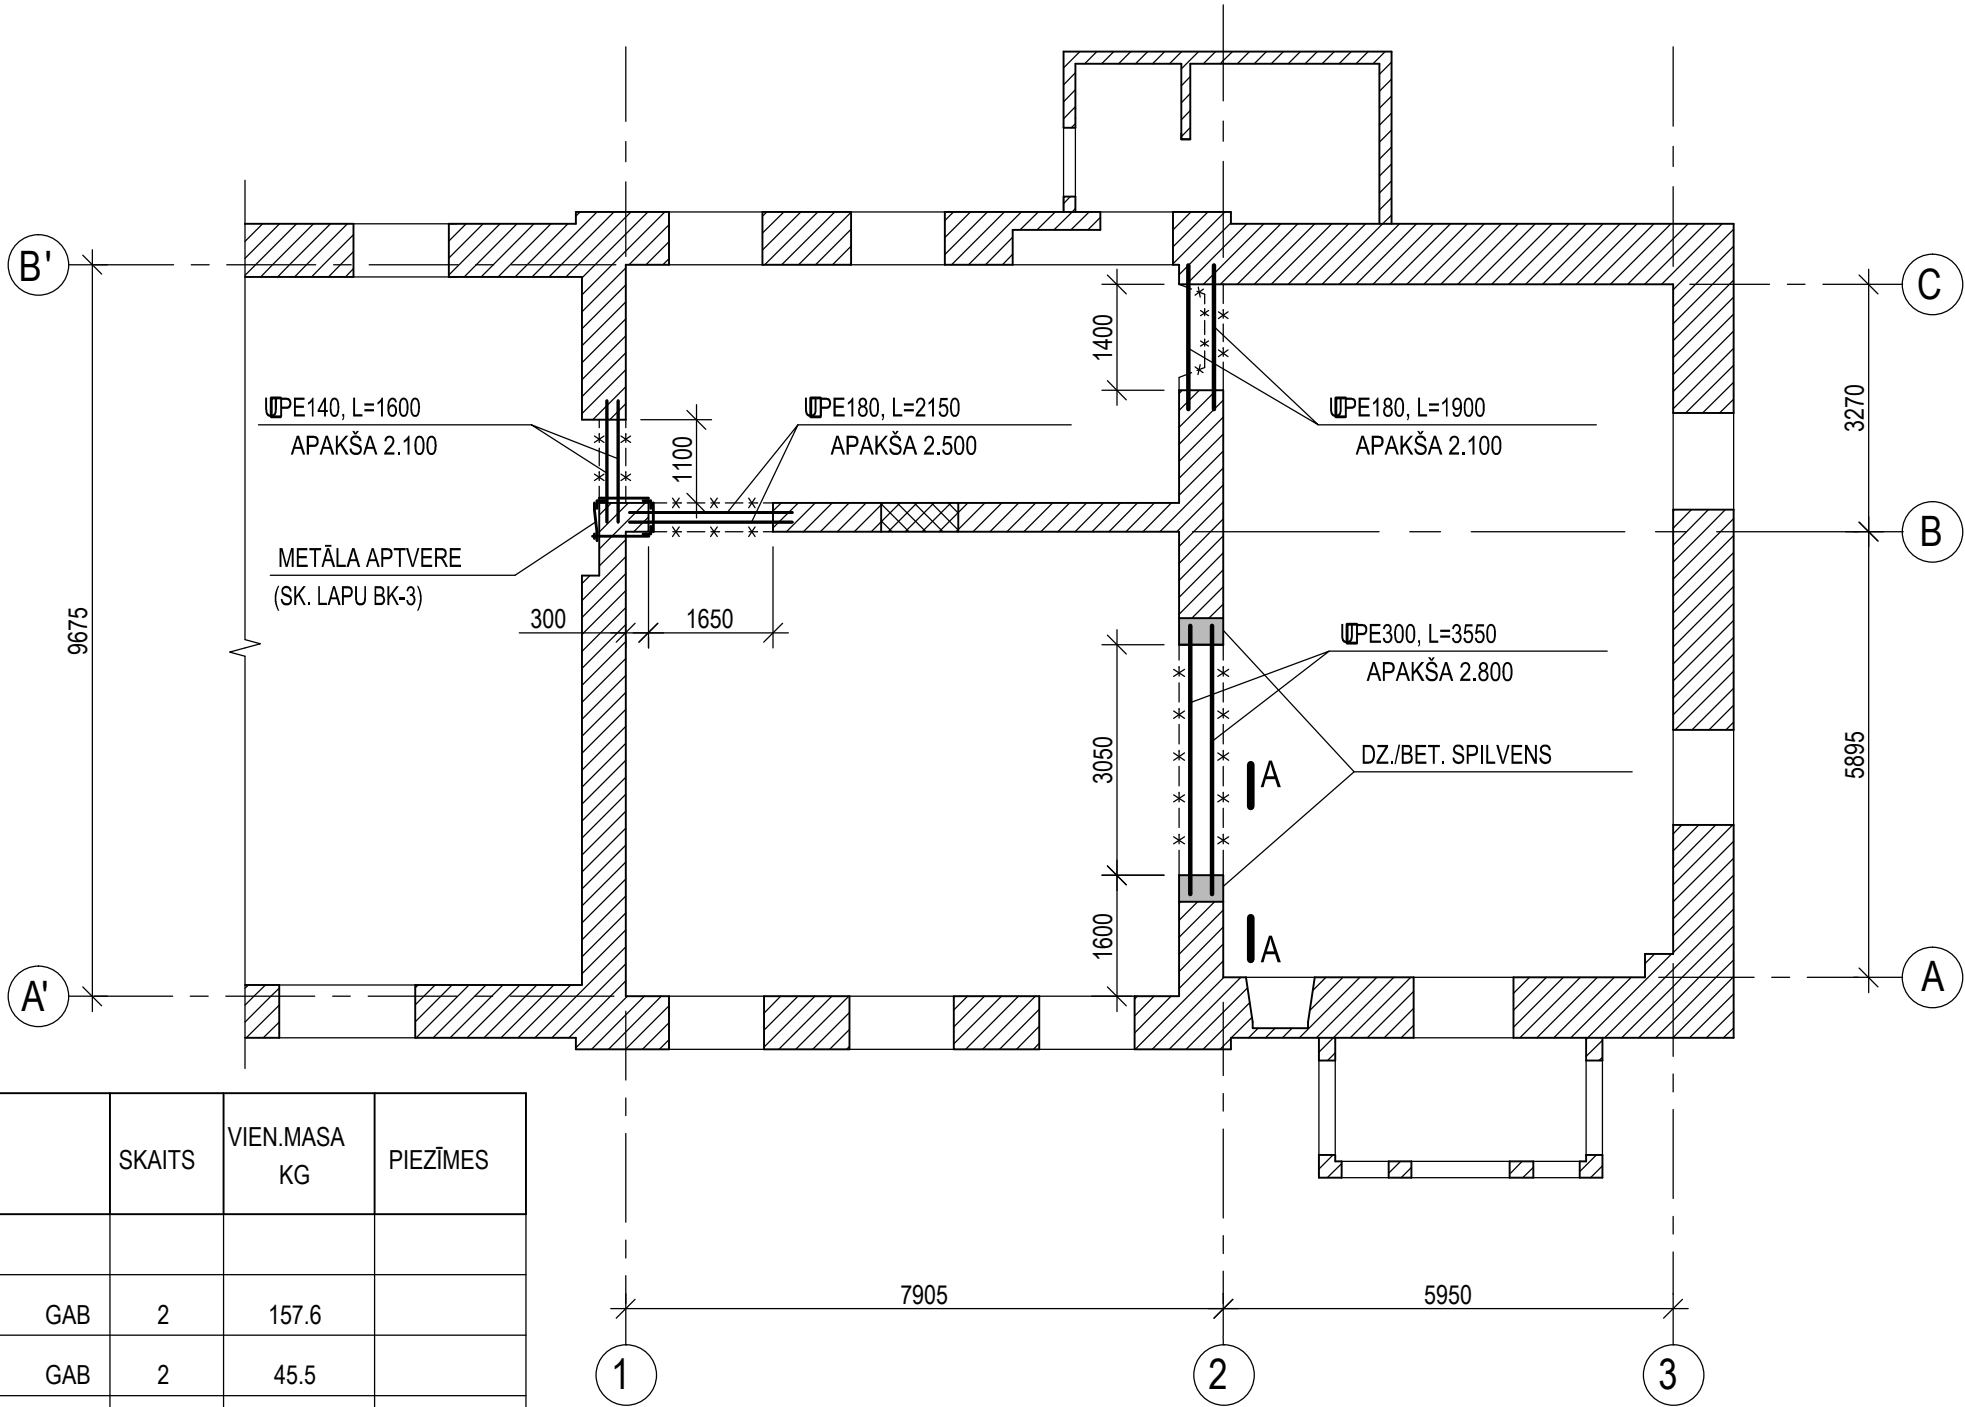 B'
C
1400
3270
UPE140, L=1600
APAKŠA 2.100
UPE180, L=2150
APAKŠA 2.500
UPE180, L=1900
APAKŠA 2.100
1100
B
METĀLA APTVERE
(SK. LAPU BK-3)
9675
300
1650
UPE300, L=3550
APAKŠA 2.800
3050
5895
DZ./BET. SPILVENS
A
1600
A
A'
A
SKAITS
VIEN.MASA
KG
PIEZĪMES
GAB 2 157.6
GAB 2 45.5
7905
5950
1
2
3